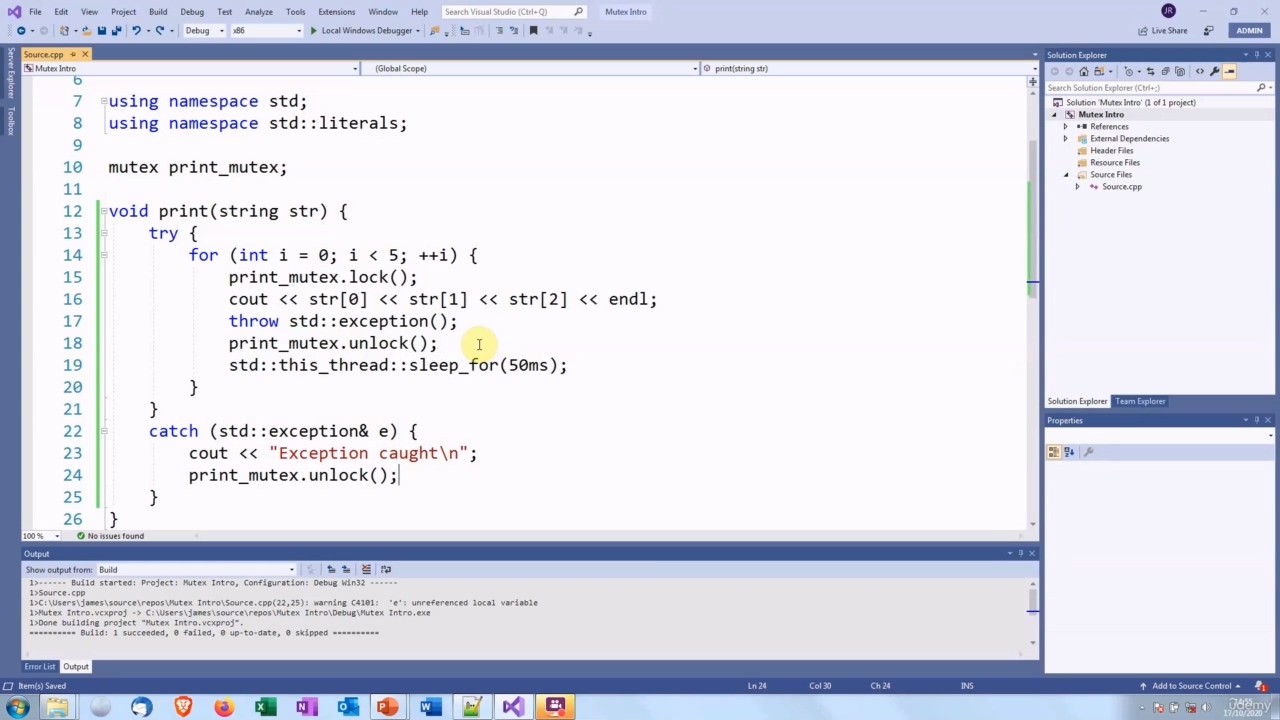 File Edit View Project Build Debug Test Analyze Tools Extensions Window Help Search Visual Studio (Ctrl+Q) Mutex Intro JR
Debug x86 Local Windows Debugger Live Share ADMIN
Server Explorer
Toolbox
Source.cpp
Mutex Intro (Global Scope) print(string str)
6
7 using namespace std;
8 using namespace std::literals;
9
10 mutex print_mutex;
11
12 void print(string str) {
13 try {
14 for (int i = 0; i < 5; ++i) {
15 print_mutex.lock();
16 cout << str[0] << str[1] << str[2] << endl;
17 throw std::exception();
18 print_mutex.unlock();
19 std::this_thread::sleep_for(50ms);
20 }
21 }
22 catch (std::exception& e) {
23 cout << "Exception caught\n";
24 print_mutex.unlock();
25 }
26 }
100 % No issues found
Output
Show output from: Build
1>------ Build started: Project: Mutex Intro, Configuration: Debug Win32 ------
1>Source.cpp
1>C:\Users\james\source\repos\Mutex Intro\Source.cpp(22,25): warning C4101: 'e': unreferenced local variable
1>Mutex Intro.vcxproj -> C:\Users\james\source\repos\Mutex Intro\Debug\Mutex Intro.exe
1>Done building project "Mutex Intro.vcxproj".
========== Build: 1 succeeded, 0 failed, 0 up-to-date, 0 skipped ==========
Error List Output
Solution Explorer
Search Solution Explorer (Ctrl+;)
Solution 'Mutex Intro' (1 of 1 project)
Mutex Intro
References
External Dependencies
Header Files
Resource Files
Source Files
Source.cpp
Solution Explorer Team Explorer
Properties
Item(s) Saved Ln 24 Col 30 Ch 24 INS Add to Source Control 1
17/10/2020
udemy